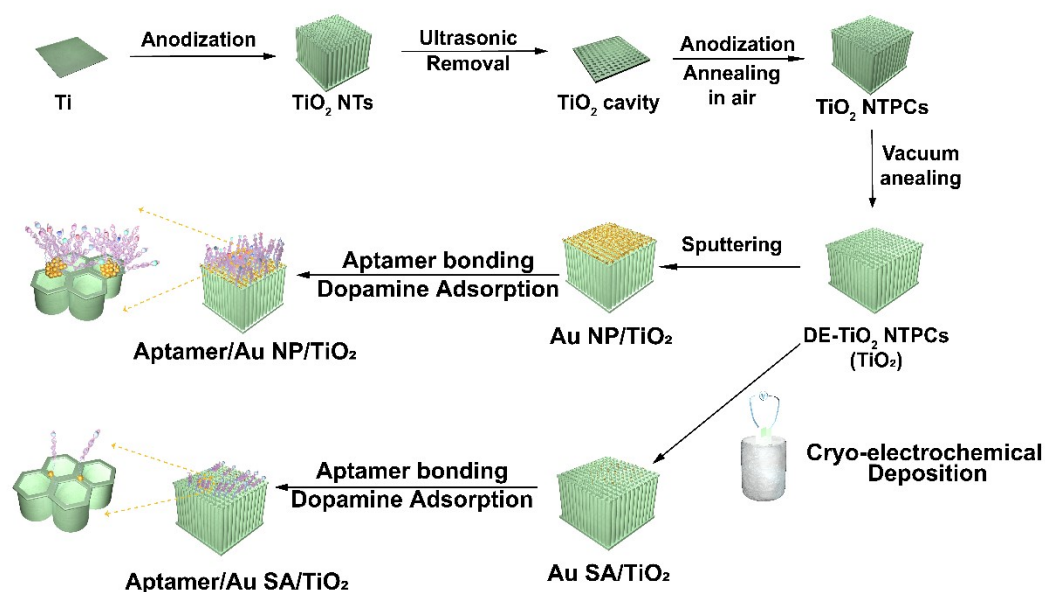 Anodization
Ultrasonic
Removal
Anodization
Annealing
in air
Ti
TiO₂ NTs
TiO₂ cavity
TiO₂ NTPCs
Vacuum
anealing
Sputtering
Aptamer bonding
Dopamine Adsorption
DE-TiO₂ NTPCs
(TiO₂)
Au NP/TiO₂
Aptamer/Au NP/TiO₂
Cryo-electrochemical
Deposition
Aptamer bonding
Dopamine Adsorption
Au SA/TiO₂
Aptamer/Au SA/TiO₂